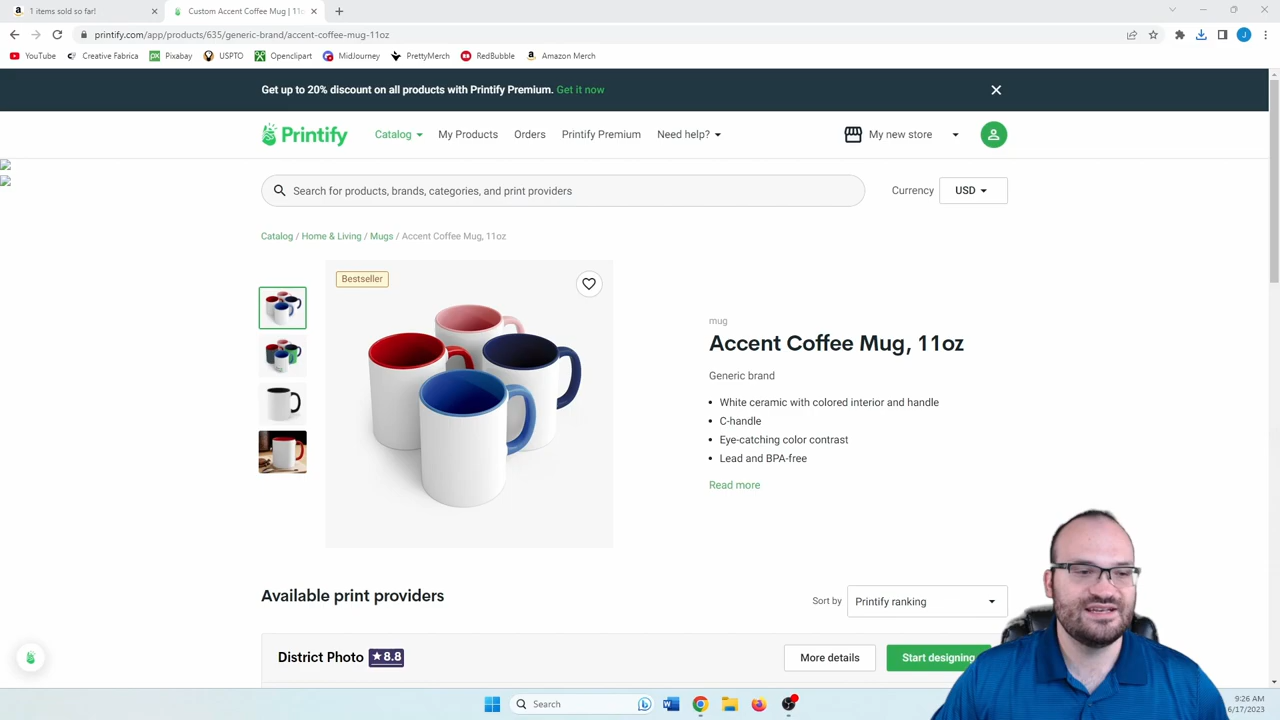 1 items sold so far!
Custom Accent Coffee Mug | 11o
printify.com/app/products/635/generic-brand/accent-coffee-mug-11oz
J
YouTube
Creative Fabrica
px
Pixabay
USPTO
Openclipart
MidJourney
PrettyMerch
RedBubble
Amazon Merch
Get up to 20% discount on all products with Printify Premium. Get it now
Printify
Catalog
My Products
Orders
Printify Premium
Need help?
My new store
Search for products, brands, categories, and print providers
Currency
USD
Catalog / Home & Living / Mugs / Accent Coffee Mug, 11oz
Bestseller
mug
Accent Coffee Mug, 11oz
Generic brand
• White ceramic with colored interior and handle
• C-handle
• Eye-catching color contrast
• Lead and BPA-free
Read more
Available print providers
Sort by
Printify ranking
District Photo ★ 8.8
More details
Start designing
Search
9:26 AM
6/17/2023